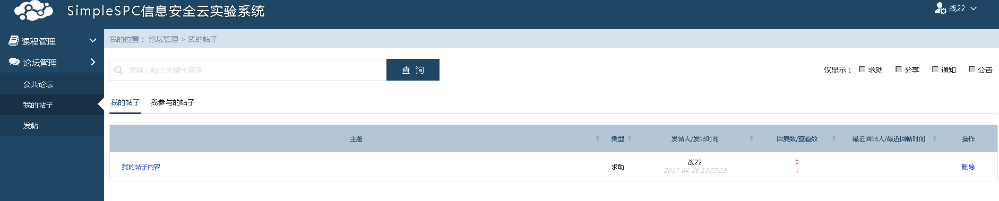 SimpleSPC信息安全云实验系统
战22
课程管理
论坛管理
公共论坛
我的帖子
发帖
我的位置： 论坛管理 > 我的帖子
请输入帖子关键字查询
查 询
仅显示： 求助 分享 通知 公告
我的帖子 我参与的帖子
主题 类型 发帖人/发帖时间 回复数/查看数 最近回帖人/最近回帖时间 操作
我的帖子内容 求助 战22 0 删除
2017-04-26 10:55:13 1